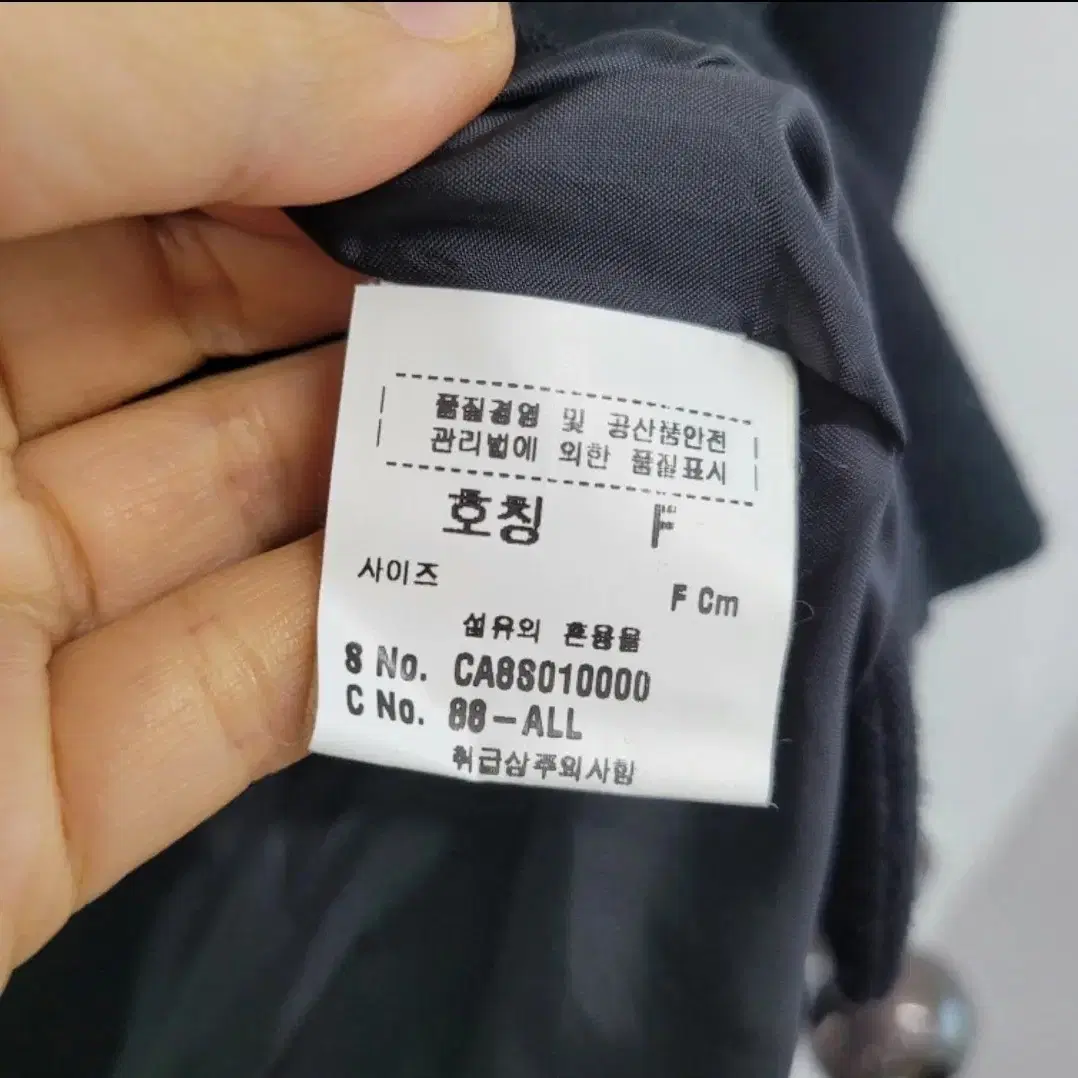 품질경영 및 공산품안전
관리법에 의한 품질표시
호칭 F
사이즈
F Cm
섬유의 혼용률
S No. CA8S010000
C No. 88-ALL
취급상주의사항